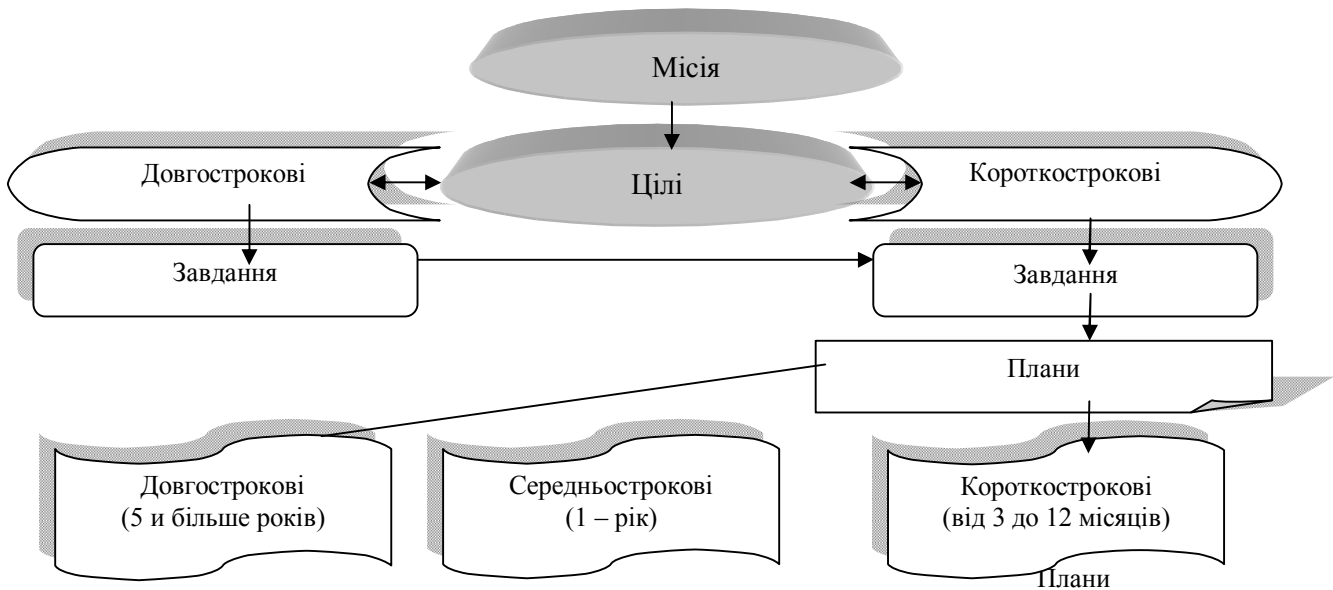 Місія
Довгострокові
Цілі
Короткострокові
Завдання
Завдання
Плани
Довгострокові
(5 и більше років)
Середньострокові
(1 – рік)
Короткострокові
(від 3 до 12 місяців)
Плани